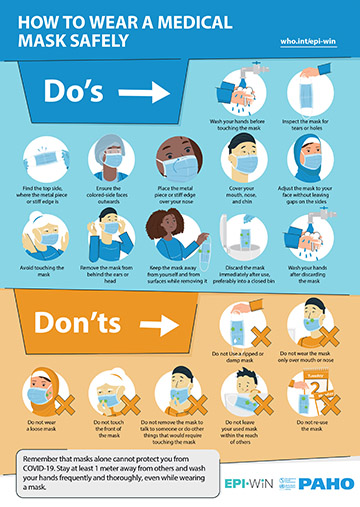 HOW TO WEAR A MEDICAL
MASK SAFELY
who.int/epi-win
Do's
Wash your hands before
touching the mask
Inspect the mask for
tears or holes
Find the top side,
where the metal piece
or stiff edge is
Ensure the
colored-side faces
outwards
Place the metal
piece or stiff edge
over your nose
Cover your
mouth, nose,
and chin
Adjust the mask to your
face without leaving
gaps on the sides
Avoid touching the
mask
Remove the mask from
behind the ears or
head
Keep the mask away
from yourself and from
surfaces while removing it
Discard the mask
immediately after use,
preferably into a closed bin
Wash your hands
after discarding
the mask
Don'ts
Do not Use a ripped or
damp mask
Do not wear the mask
only over mouth or nose
Do not wear
a loose mask
Do not touch
the front of
the mask
Do not remove the mask to
talk to someone or do other
things that would require
touching the mask
Do not leave
your used mask
within the reach
of others
Tuesday
2
Do not re-use
the mask
Remember that masks alone cannot protect you from
COVID-19. Stay at least 1 meter away from others and wash
your hands frequently and thoroughly, even while wearing
a mask.
EPI·WiN
PAHO